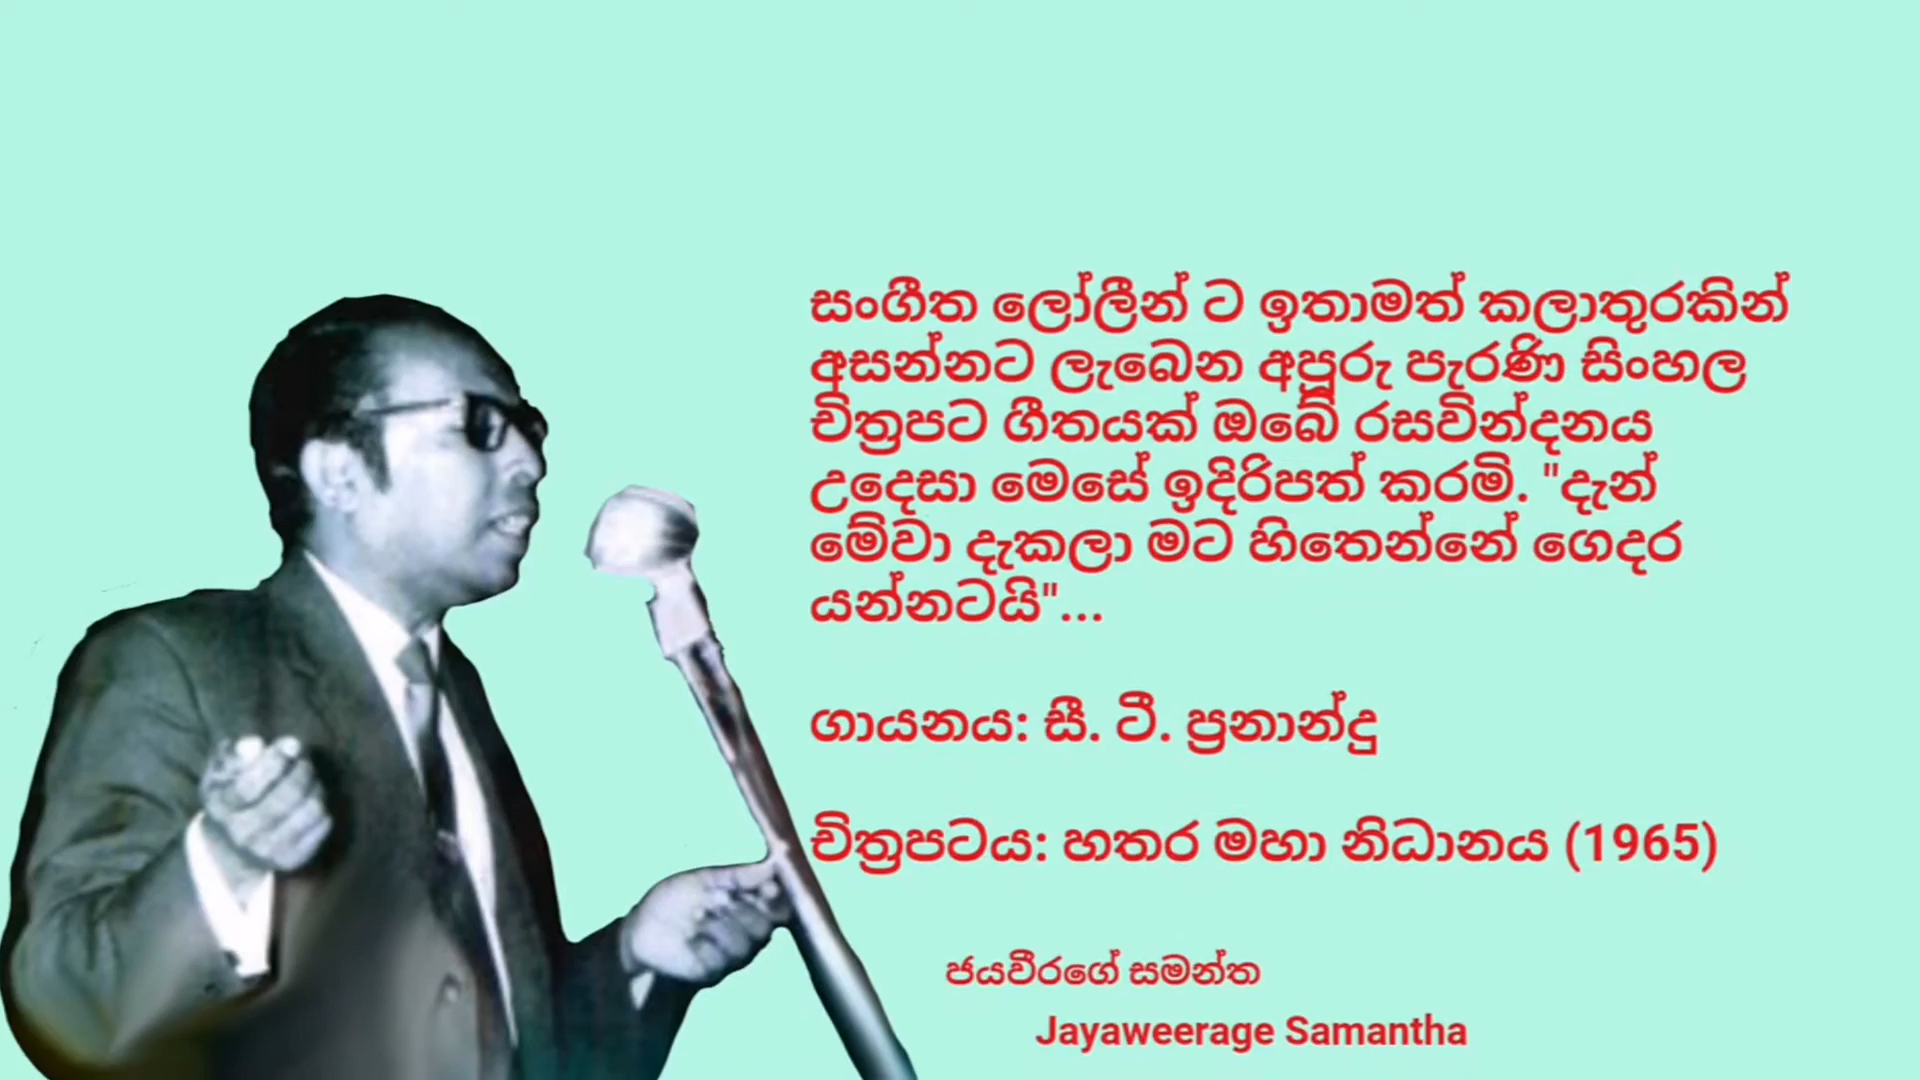 සංගීත ලෝලීන් ට ඉතාමත් කලාතුරකින්
අසන්නට ලැබෙන අපූරු පැරණි සිංහල
චිත්‍රපට ගීතයක් ඔබේ රසවින්දනය
උදෙසා මෙසේ ඉදිරිපත් කරමි. "දැන්
මේවා දැකලා මට හිතෙන්නේ ගෙදර
යන්නටයි"...
ගායනය: සී. ටී. ප්‍රනාන්දු
චිත්‍රපටය: හතර මහා නිධානය (1965)
ජයවීරගේ සමන්ත
Jayaweerage Samantha